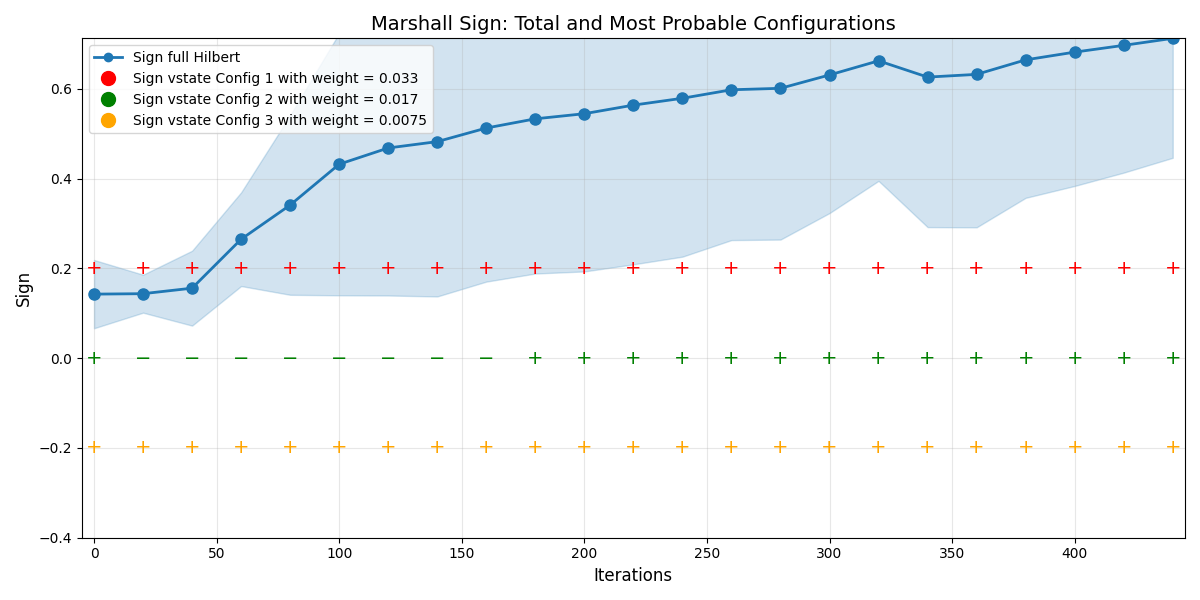 Marshall Sign: Total and Most Probable Configurations
Sign full Hilbert
Sign vstate Config 1 with weight = 0.033
Sign vstate Config 2 with weight = 0.017
Sign vstate Config 3 with weight = 0.0075
Sign
0.6
0.4
0.2
0.0
−0.2
−0.4
+ + + + + + + + + + + + + + + + + + + + + + +
+ − − − − − − − − + + + + + + + + + + + + + +
+ + + + + + + + + + + + + + + + + + + + + + +
0 50 100 150 200 250 300 350 400
Iterations